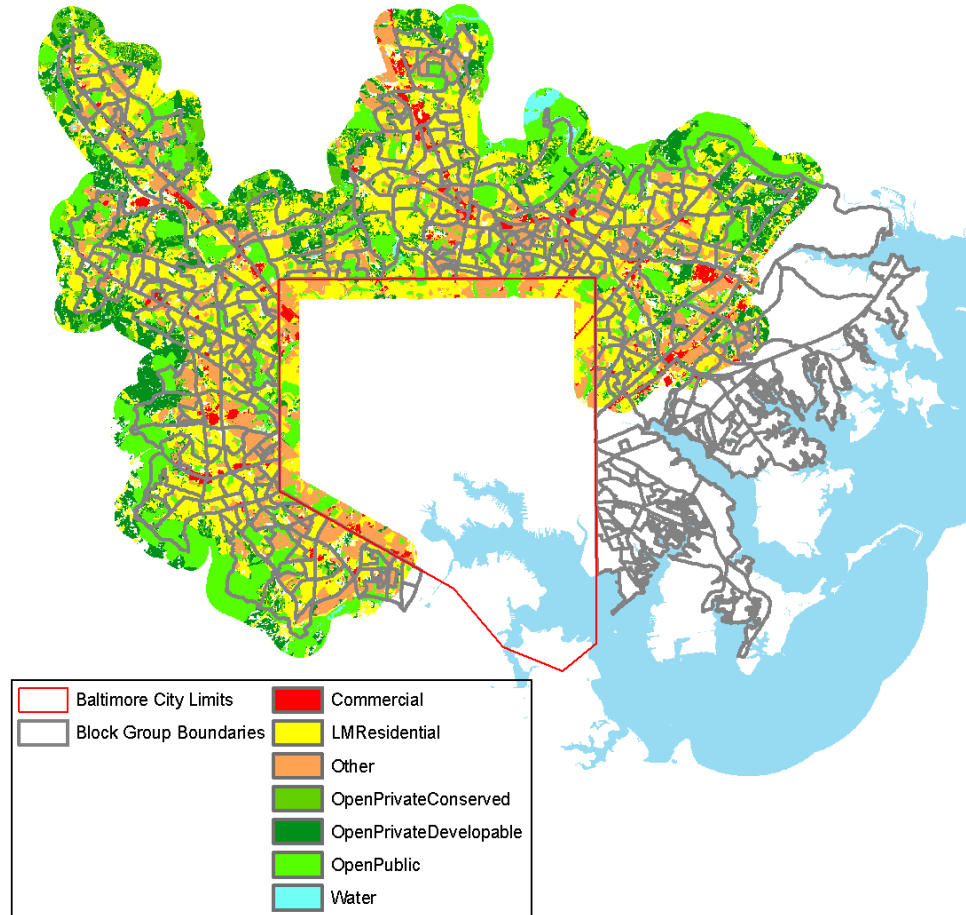 Baltimore City Limits
Block Group Boundaries
Commercial
LMResidential
Other
OpenPrivateConserved
OpenPrivateDevelopable
OpenPublic
Water